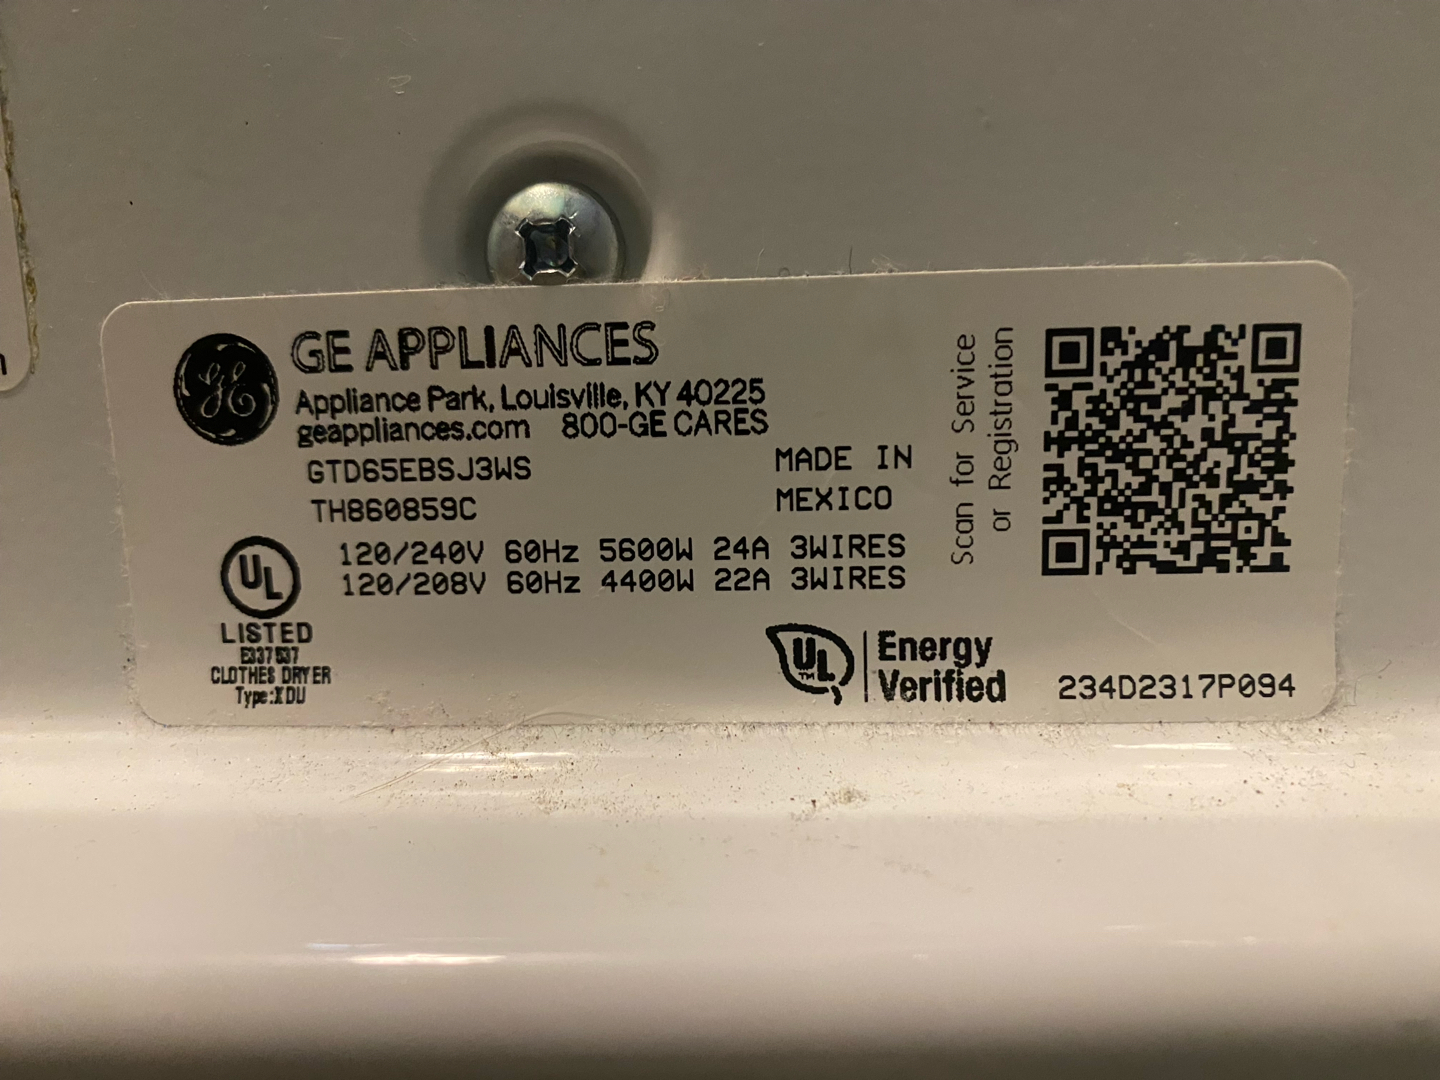 GE APPLIANCES
Appliance Park, Louisville, KY 40225
geappliances.com 800-GE CARES
GTD65EBSJ3WS
TH860859C
MADE IN
MEXICO
120/240V 60Hz 5600W 24A 3WIRES
120/208V 60Hz 4400W 22A 3WIRES
UL
LISTED
E337537
CLOTHES DRYER
Type:XDU
UL TM
Energy
Verified
Scan for Service
or Registration
234D2317P094